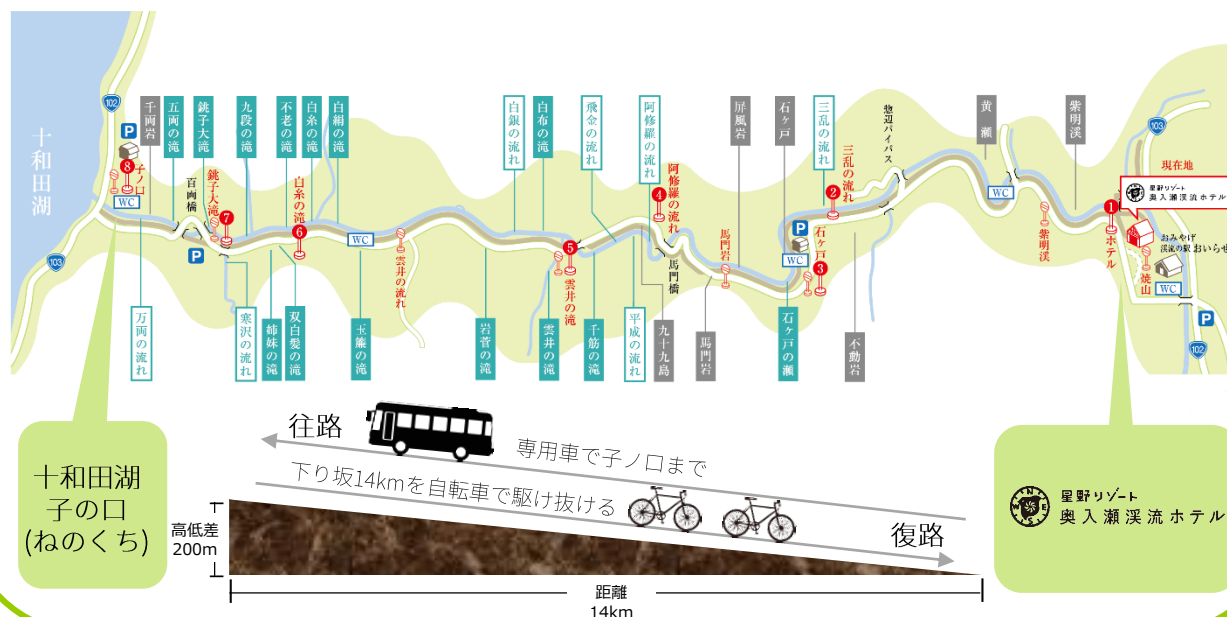 十和田湖
102
103
P
8
子ノ口
WC
千両岩
五両の滝
銚子大滝
九段の滝
不老の滝
白糸の滝
白絹の滝
白銀の流れ
白布の滝
飛金の流れ
阿修羅の流れ
屏風岩
石ヶ戸
三乱の流れ
惣辺バイパス
黄瀬
紫明渓
103
現在地
星野リゾート
奥入瀬渓流ホテル
百両橋
銚子大滝
7
P
白糸の滝
6
WC
雲井の流れ
5
雲井の滝
4
阿修羅の流れ
馬門橋
馬門岩
2
三乱の流れ
石ヶ戸
3
P
WC
WC
紫明渓
1
ホテル
おみやげ
渓流の駅 おいらせ
焼山
WC
P
102
万両の流れ
寒沢の流れ
姉妹の滝
双白髪の滝
玉簾の滝
岩菅の滝
雲井の滝
千筋の滝
平成の流れ
九十九島
馬門岩
石ヶ戸の瀬
不動岩
十和田湖
子の口
(ねのくち)
往路
専用車で子ノ口まで
下り坂14kmを自転車で駆け抜ける
復路
高低差
200m
距離
14km
星野リゾート
奥入瀬渓流ホテル